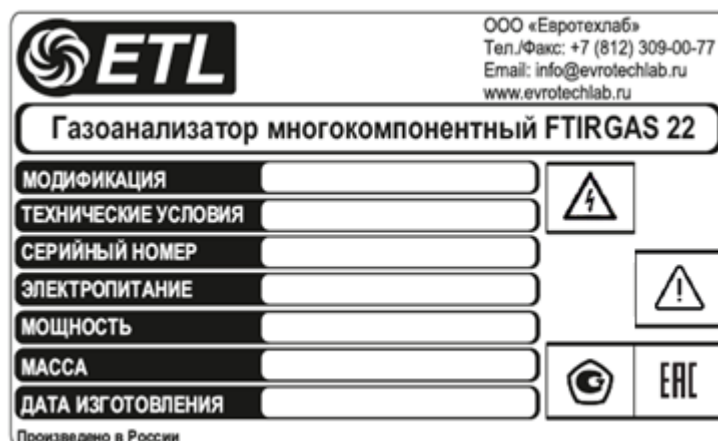 ETL
ООО «Евротехлаб»
Тел./Факс: +7 (812) 309-00-77
Email: info@evrotechlab.ru
www.evrotechlab.ru
Газоанализатор многокомпонентный FTIRGAS 22
МОДИФИКАЦИЯ
ТЕХНИЧЕСКИЕ УСЛОВИЯ
СЕРИЙНЫЙ НОМЕР
ЭЛЕКТРОПИТАНИЕ
МОЩНОСТЬ
МАССА
ДАТА ИЗГОТОВЛЕНИЯ
EAC
Произведено в России